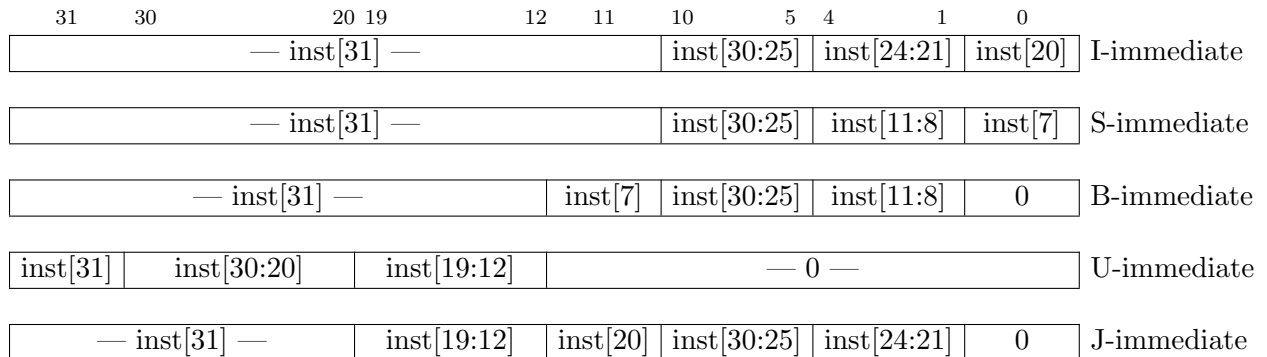 31 30 20 19 12 11 10 5 4 1 0
— inst[31] — inst[30:25] inst[24:21] inst[20] I-immediate
— inst[31] — inst[30:25] inst[11:8] inst[7] S-immediate
— inst[31] — inst[7] inst[30:25] inst[11:8] 0 B-immediate
inst[31] inst[30:20] inst[19:12] — 0 — U-immediate
— inst[31] — inst[19:12] inst[20] inst[30:25] inst[24:21] 0 J-immediate